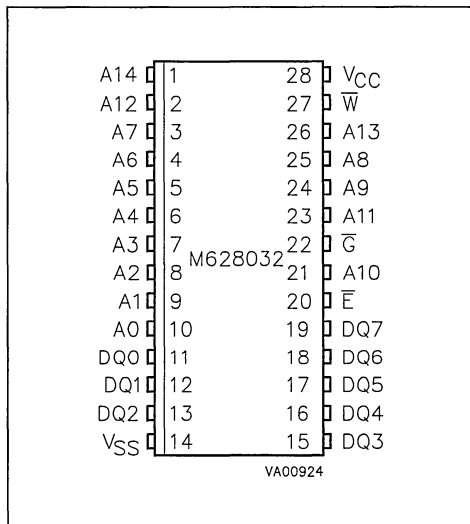 A14 1 28 VCC
A12 2 27 W̅
A7 3 26 A13
A6 4 25 A8
A5 5 24 A9
A4 6 23 A11
A3 7 22 G̅
M628032
A2 8 21 A10
A1 9 20 E̅
A0 10 19 DQ7
DQ0 11 18 DQ6
DQ1 12 17 DQ5
DQ2 13 16 DQ4
VSS 14 15 DQ3
VA00924